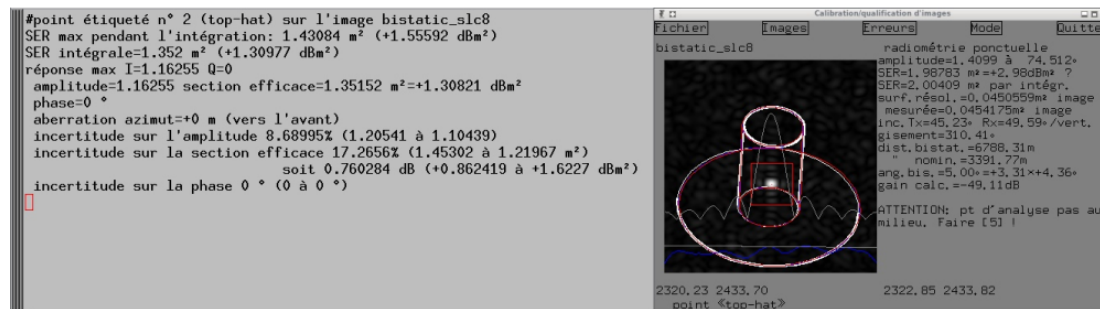 #point étiqueté n° 2 (top-hat) sur l'image bistatic_slc8
SER max pendant l'intégration: 1.43084 m² (+1.55592 dBm²)
SER intégrale=1.352 m² (+1.30977 dBm²)
réponse max I=1.16255 Q=0
amplitude=1.16255 section efficace=1.35152 m²=+1.30821 dBm²
phase=0 °
aberration azimut=+0 m (vers l'avant)
incertitude sur l'amplitude 8.68995% (1.20541 à 1.10439)
incertitude sur la section efficace 17.2656% (1.45302 à 1.21967 m²)
soit 0.760284 dB (+0.862419 à +1.6227 dBm²)
incertitude sur la phase 0 ° (0 à 0 °)
Calibration/qualification d'images
Fichier Images Erreurs Mode Quitte
bistatic_slc8
radiométrie ponctuelle
amplitude=1.4099 à 74.512°
SER=1.98783 m²=+2.98dBm² ?
SER=2.00409 m² par intégr.
surf.résol.=0.0450559m² image
mesurée=0.0454175m² image
inc.Tx=45.23° Rx=49.59°/vert.
gisement=310.41°
dist.bistat.=6788.31m
" nomin.=3391.77m
ang.bis.=5.00°=+3.31×+4.36°
gain calc.=-49.11dB
ATTENTION: pt d'analyse pas au
milieu. Faire [5] !
2320.23 2433.70 2322.85 2433.82
point «top-hat»